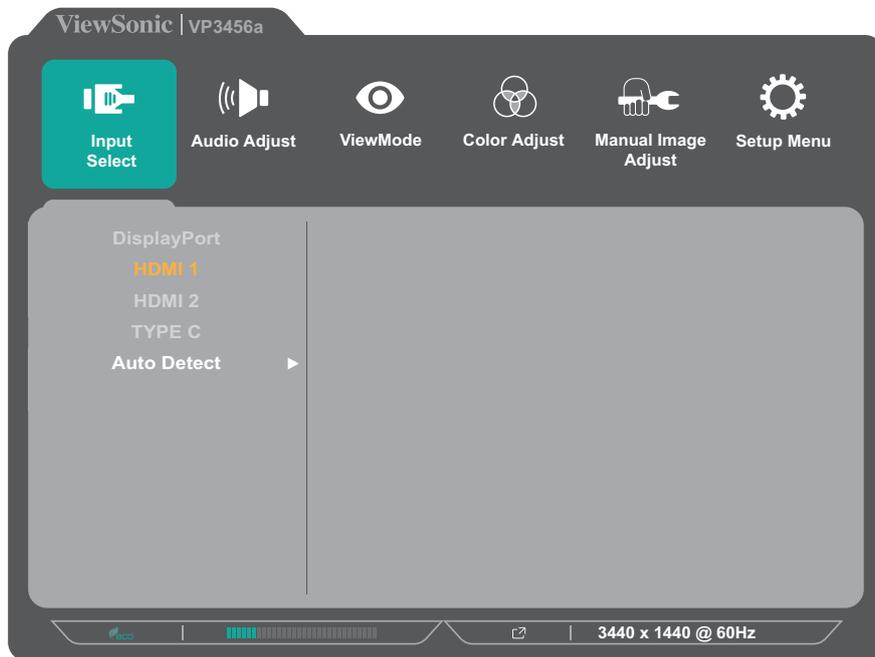 ViewSonic | VP3456a
Input
Select
Audio Adjust
ViewMode
Color Adjust
Manual Image
Adjust
Setup Menu
DisplayPort
HDMI 1
HDMI 2
TYPE C
Auto Detect
eco
3440 x 1440 @ 60Hz